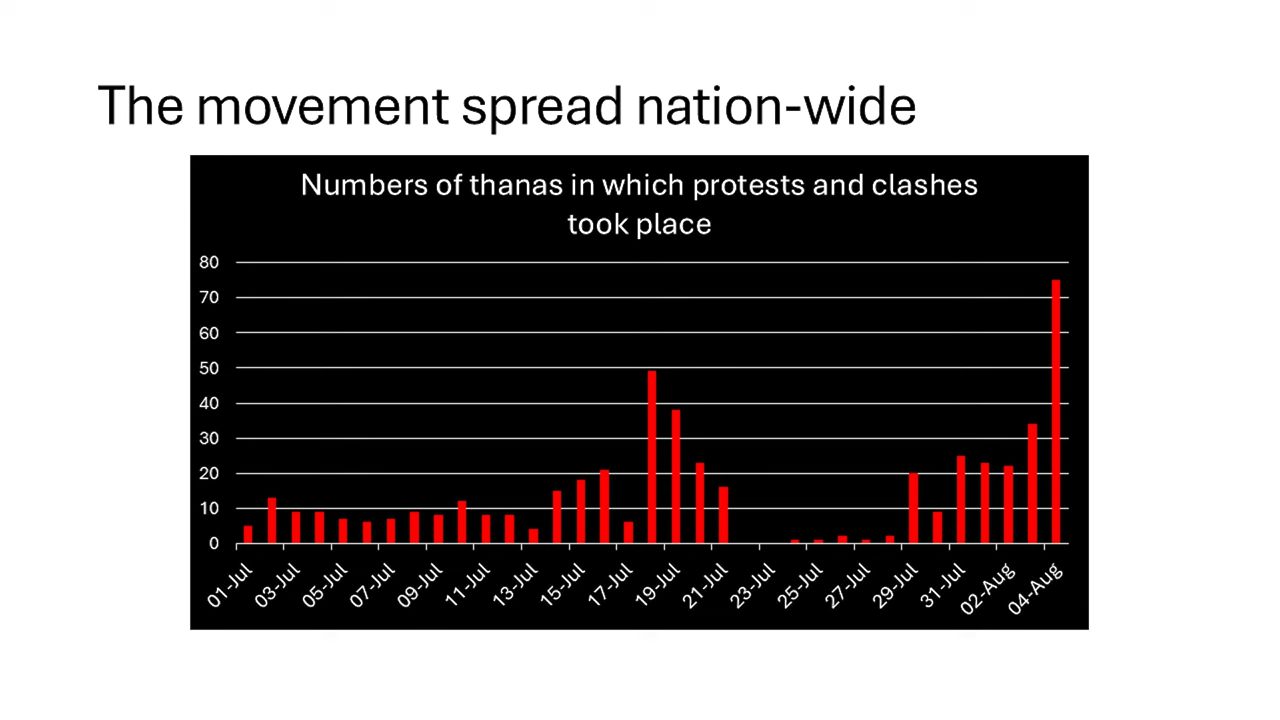 The movement spread nation-wide
Numbers of thanas in which protests and clashes
took place
80
70
60
50
40
30
20
10
0
01-Jul
03-Jul
05-Jul
07-Jul
09-Jul
11-Jul
13-Jul
15-Jul
17-Jul
19-Jul
21-Jul
23-Jul
25-Jul
27-Jul
29-Jul
31-Jul
02-Aug
04-Aug